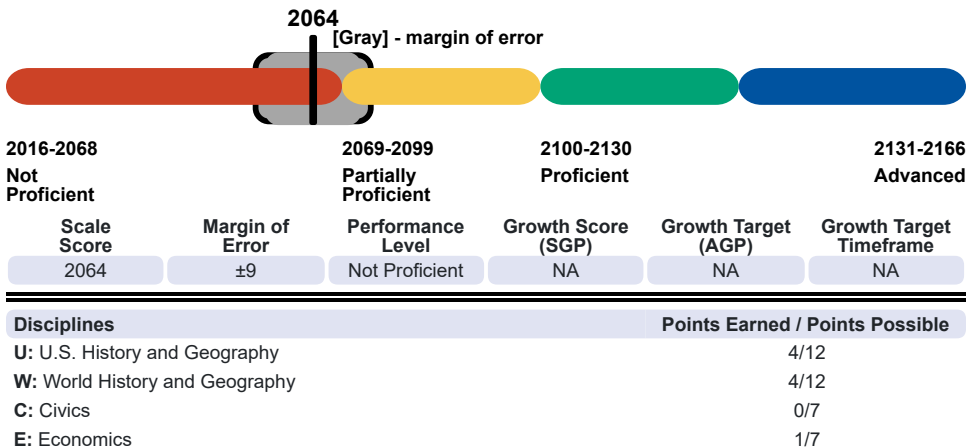 2064
[Gray] - margin of error
2016-2068 2069-2099 2100-2130 2131-2166
Not Partially Proficient Advanced
Proficient Proficient
Scale Margin of Performance Growth Score Growth Target Growth Target
Score Error Level (SGP) (AGP) Timeframe
2064 ±9 Not Proficient NA NA NA
Disciplines Points Earned / Points Possible
U: U.S. History and Geography 4/12
W: World History and Geography 4/12
C: Civics 0/7
E: Economics 1/7